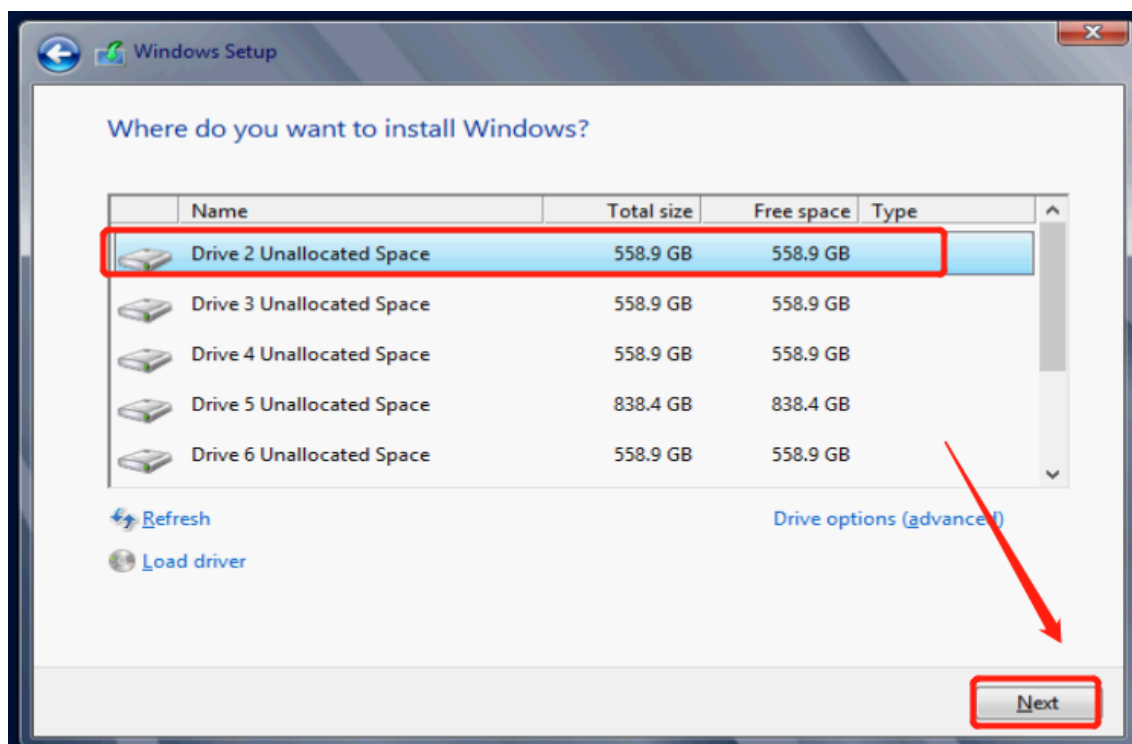 Windows Setup
Where do you want to install Windows?
Name Total size Free space Type
Drive 2 Unallocated Space 558.9 GB 558.9 GB
Drive 3 Unallocated Space 558.9 GB 558.9 GB
Drive 4 Unallocated Space 558.9 GB 558.9 GB
Drive 5 Unallocated Space 838.4 GB 838.4 GB
Drive 6 Unallocated Space 558.9 GB 558.9 GB
Refresh Drive options (advanced)
Load driver
Next